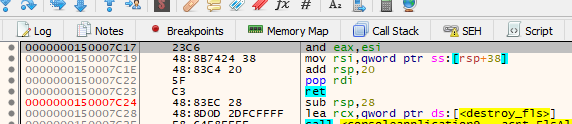 Log Notes Breakpoints Memory Map Call Stack SEH Script
0000000150007C17 23C6 and eax,esi
0000000150007C19 48:8B7424 38 mov rsi,qword ptr ss:[rsp+38]
0000000150007C1E 48:83C4 20 add rsp,20
0000000150007C22 5F pop rdi
0000000150007C23 C3 ret
0000000150007C24 48:83EC 28 sub rsp,28
0000000150007C28 48:8D0D 2DFCFFFF lea rcx,qword ptr ds:[<destroy_fls>]